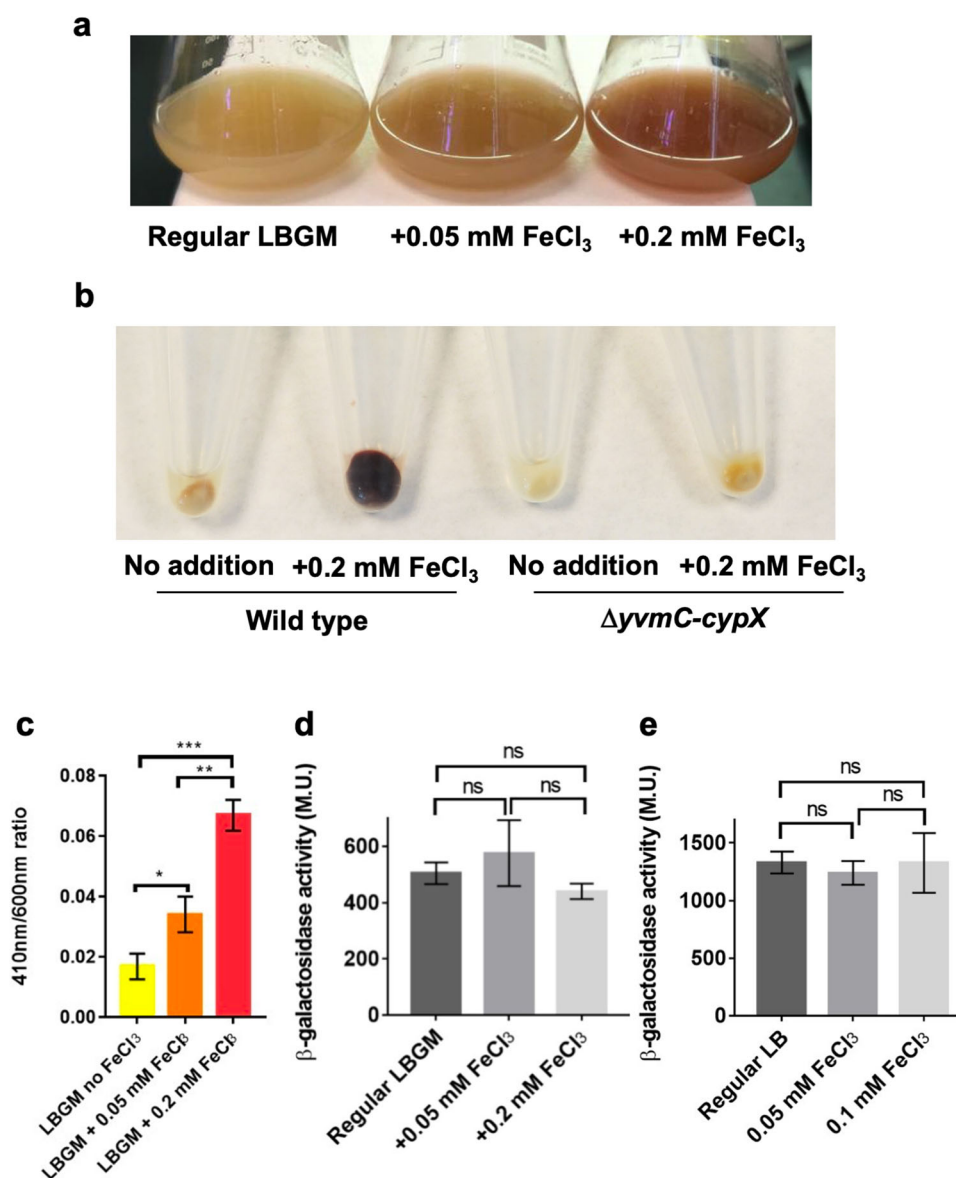 a
Regular LBGM +0.05 mM FeCl₃ +0.2 mM FeCl₃
b
No addition +0.2 mM FeCl₃ No addition +0.2 mM FeCl₃
Wild type ΔyvmC-cypX
c
410nm/600nm ratio
0.08
0.06
0.04
0.02
0.00
***
**
*
LBGM no FeCl3
LBGM + 0.05 mM FeCl3
LBGM + 0.2 mM FeCl3
d
β-galactosidase activity (M.U.)
600
400
200
0
ns
ns ns
Regular LBGM
+0.05 mM FeCl3
+0.2 mM FeCl3
e
β-galactosidase activity (M.U.)
1500
1000
500
0
ns
ns ns
Regular LB
0.05 mM FeCl3
0.1 mM FeCl3